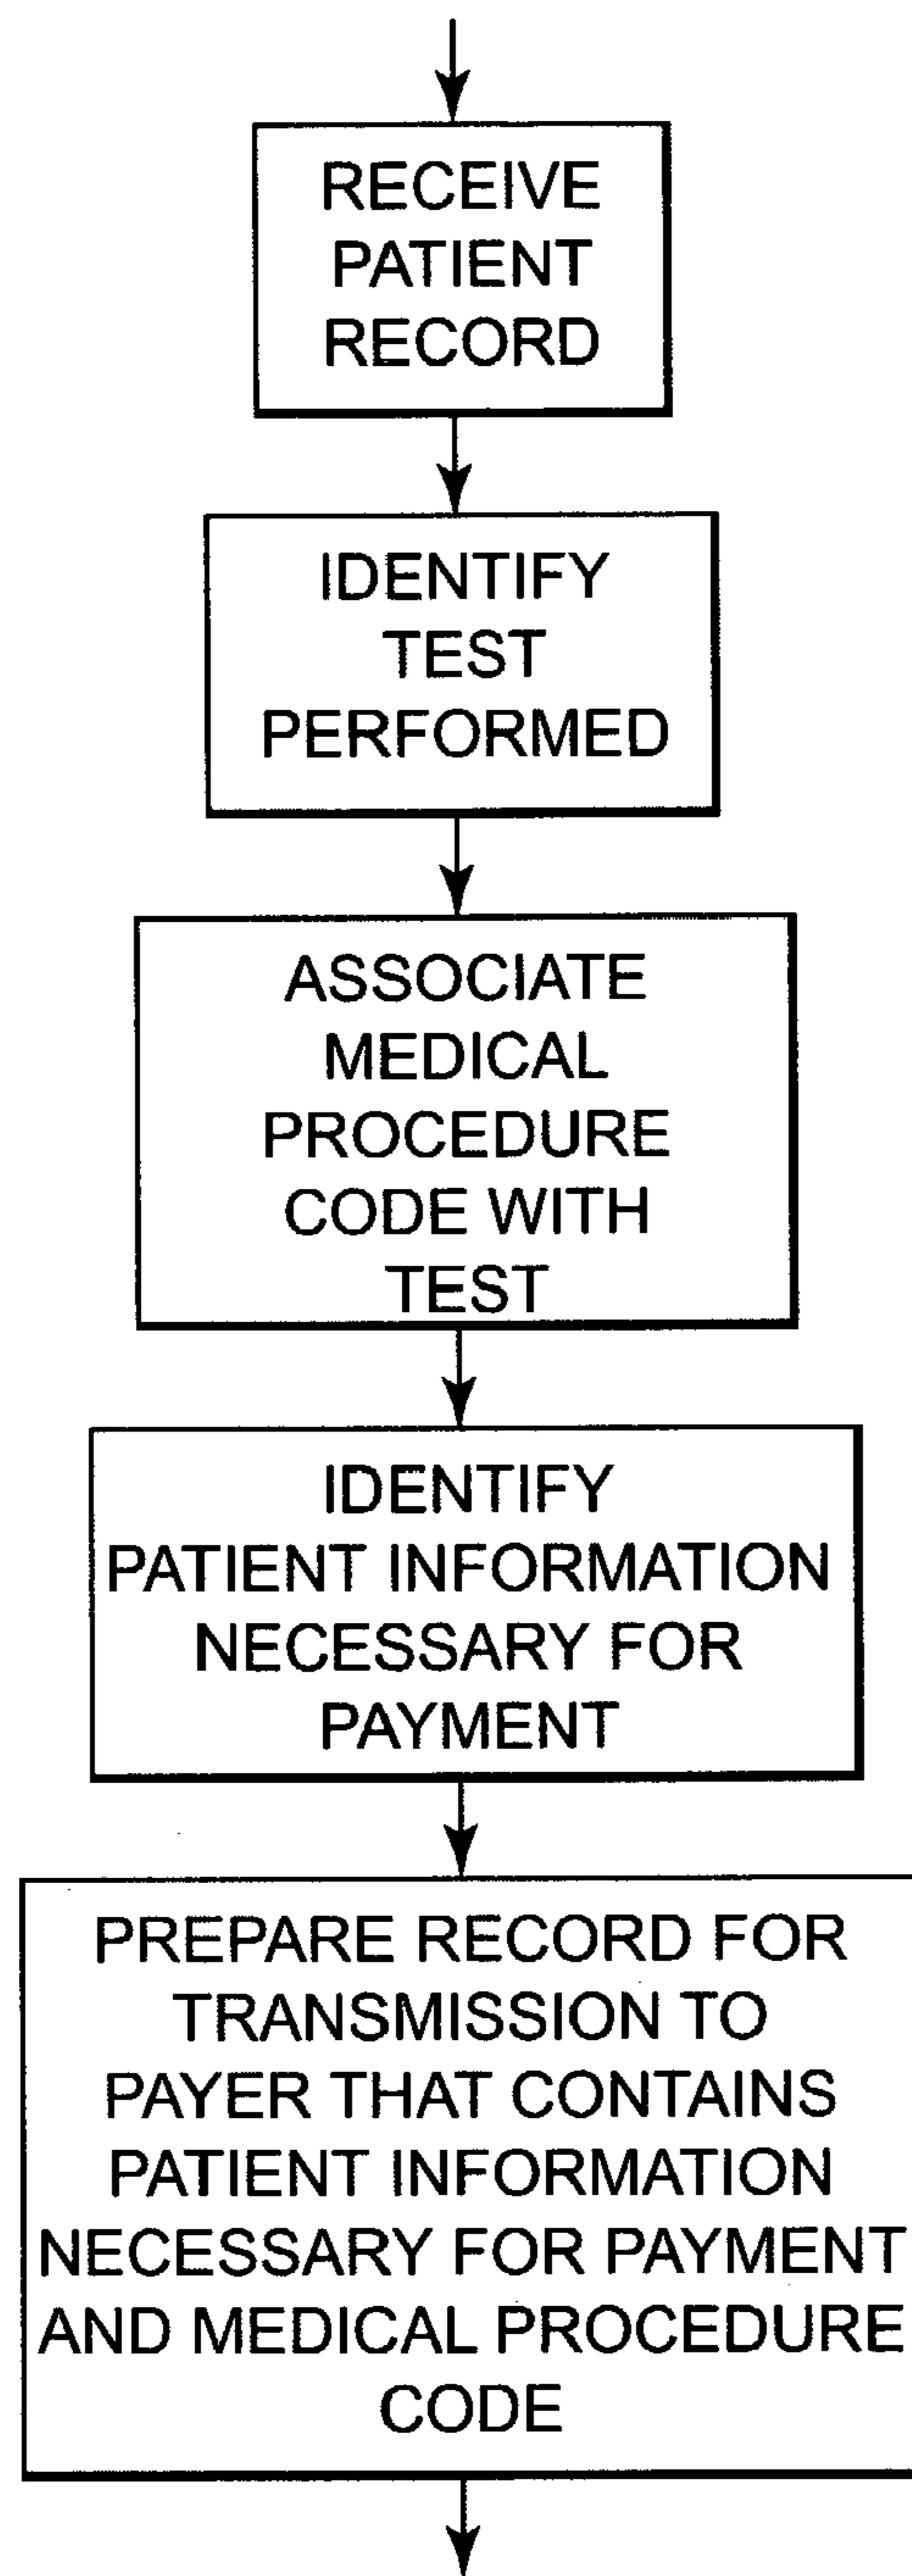 RECEIVE
PATIENT
RECORD
IDENTIFY
TEST
PERFORMED
ASSOCIATE
MEDICAL
PROCEDURE
CODE WITH
TEST
IDENTIFY
PATIENT INFORMATION
NECESSARY FOR
PAYMENT
PREPARE RECORD FOR
TRANSMISSION TO
PAYER THAT CONTAINS
PATIENT INFORMATION
NECESSARY FOR PAYMENT
AND MEDICAL PROCEDURE
CODE